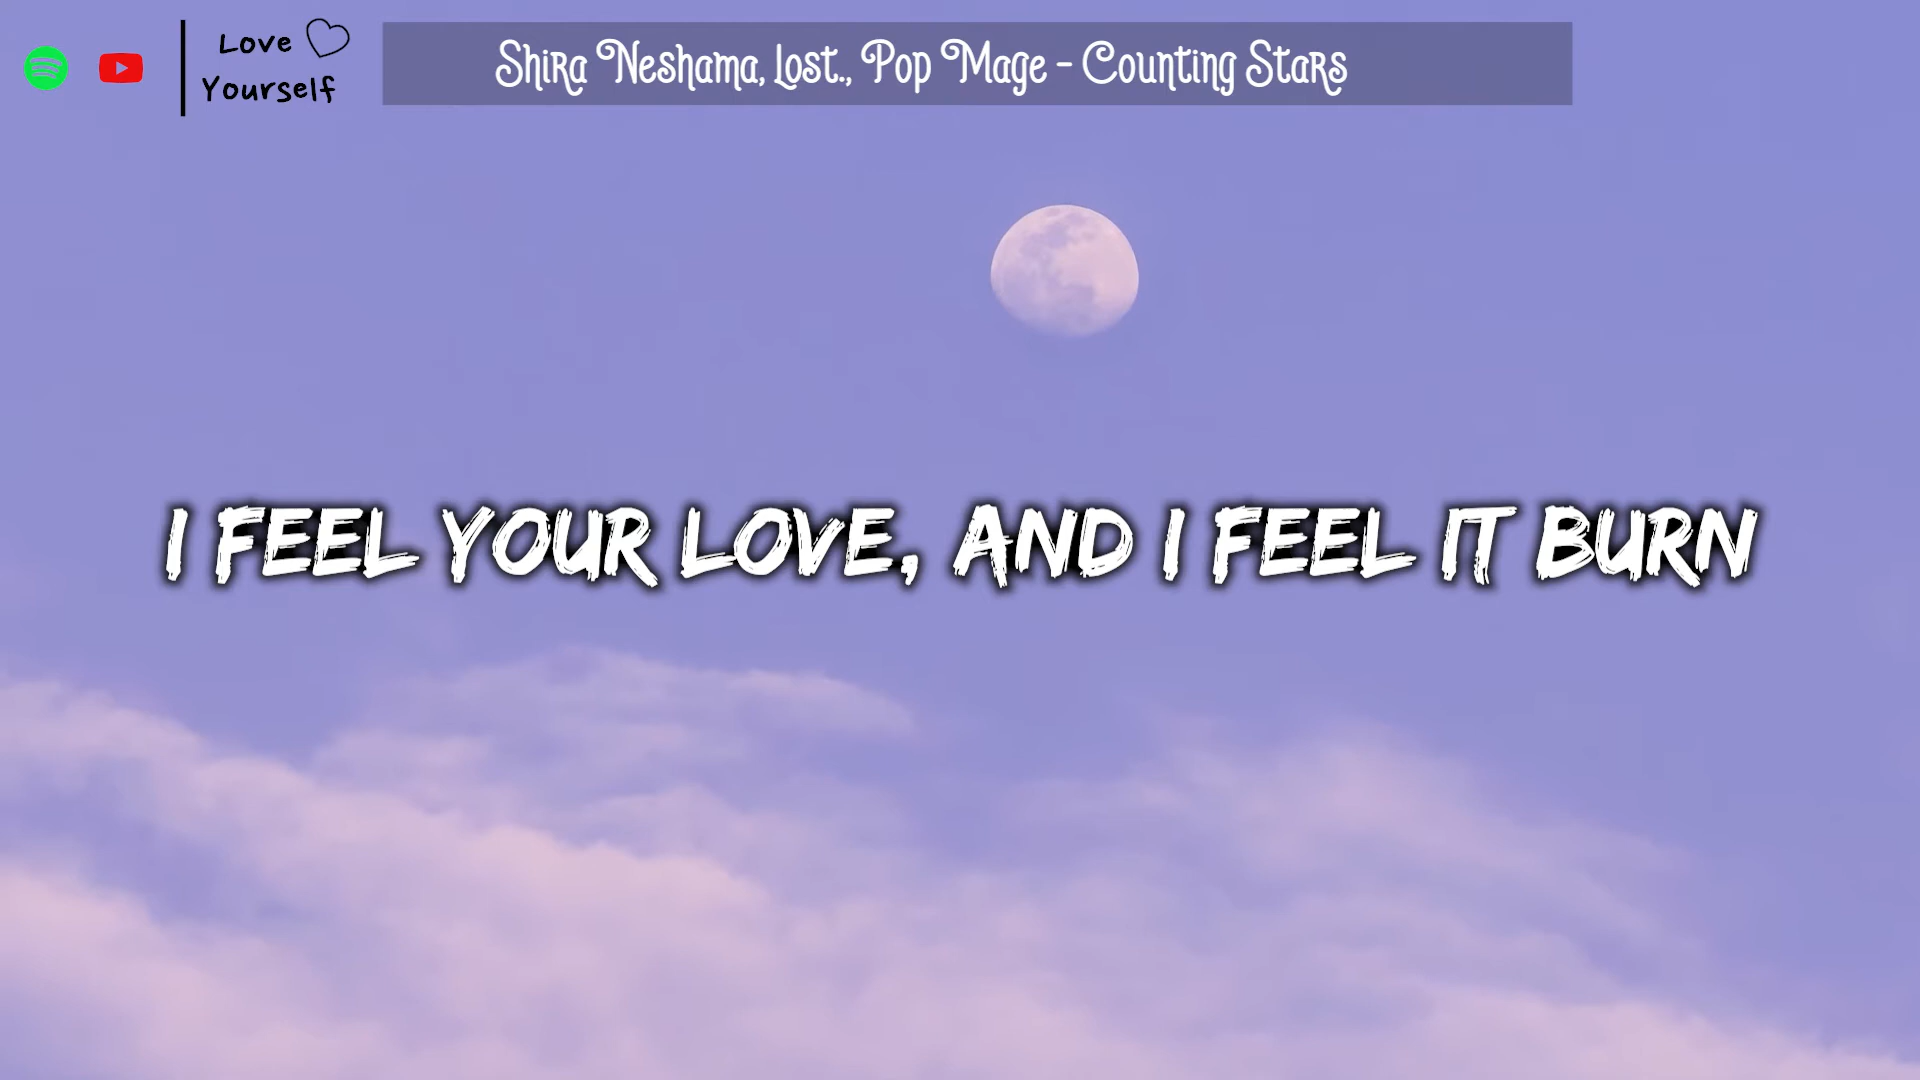 Love
Yourself
Shira Neshama, Lost., Pop Mage - Counting Stars
I FEEL YOUR LOVE, AND I FEEL IT BURN